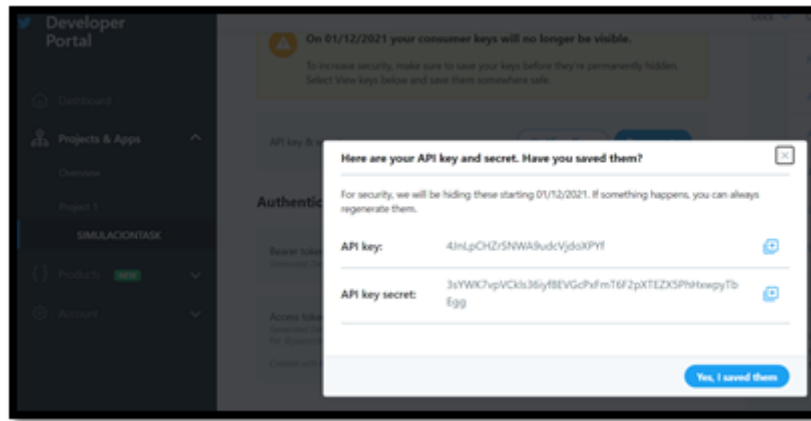 Developer
Portal
Dashboard
Projects & Apps
Overview
Project 1
SIMULACIONTASK
Products NEW
Account
Docs
On 01/12/2021 your consumer keys will no longer be visible.
To increase security, make sure to save your keys before they're permanently hidden.
Select View keys below and save them somewhere safe.
API key &
Authentic
Bearer token
Access token
Here are your API key and secret. Have you saved them?
For security, we will be hiding these starting 01/12/2021. If something happens, you can always
regenerate them.
API key:
API key secret:
Yes, I saved them